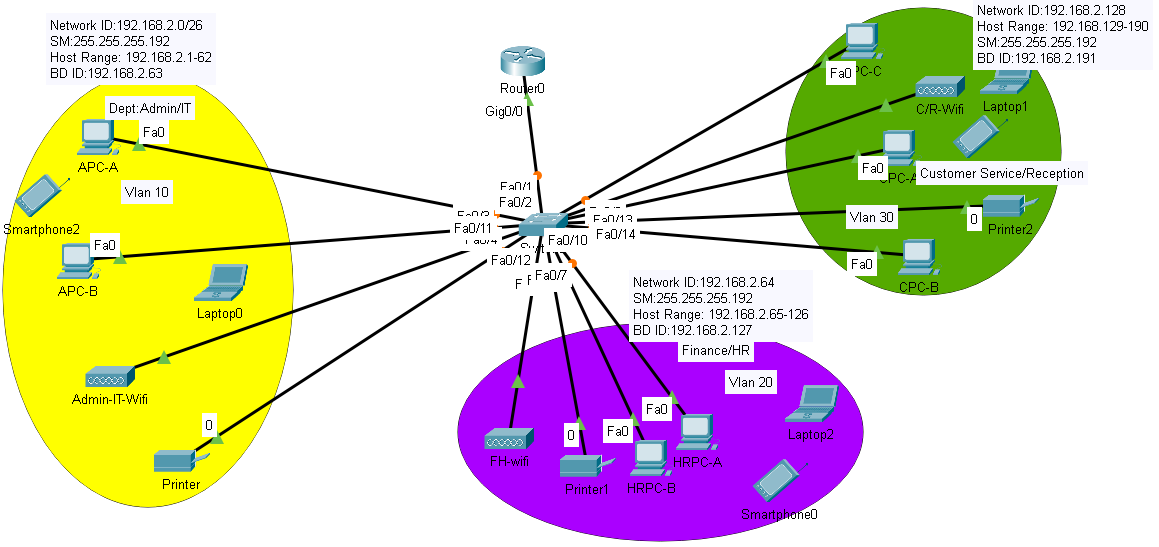 Network ID:192.168.2.0/26
SM:255.255.255.192
Host Range: 192.168.2.1-62
BD ID:192.168.2.63
Dept:Admin/IT
Fa0
APC-A
Vlan 10
Smartphone2
Fa0
APC-B
Laptop0
Admin-IT-Wifi
0
Printer
Router0
Gig0/0
Fa0/1
Fa0/2
Fa0/3
Fa0/11
Fa0/4
Fa0/12
Fa0/10
Fa0/7
Fa0/13
Fa0/14
Network ID:192.168.2.128
Host Range: 192.168.129-190
SM:255.255.255.192
BD ID:192.168.2.191
PC-C
Fa0
C/R-Wifi
Laptop1
Fa0
CPC-A
Customer Service/Reception
Vlan 30
0
Printer2
Fa0
CPC-B
Network ID:192.168.2.64
SM:255.255.255.192
Host Range: 192.168.2.65-126
BD ID:192.168.2.127
Finance/HR
Vlan 20
Fa0
Fa0
0
Laptop2
FH-wifi
HRPC-A
HRPC-B
Printer1
Smartphone0